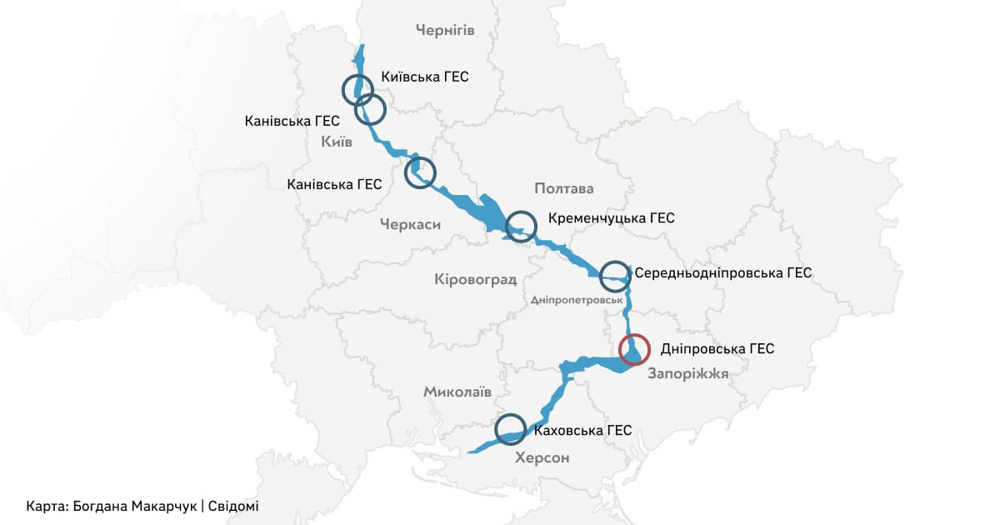 Чернігів
Київська ГЕС
Канівська ГЕС
Київ
Канівська ГЕС
Полтава
Кременчуцька ГЕС
Черкаси
Середньодніпровська ГЕС
Кіровоград
Дніпропетровськ
Дніпровська ГЕС
Запоріжжя
Миколаїв
Каховська ГЕС
Херсон
Карта: Богдана Макарчук | Свідомі